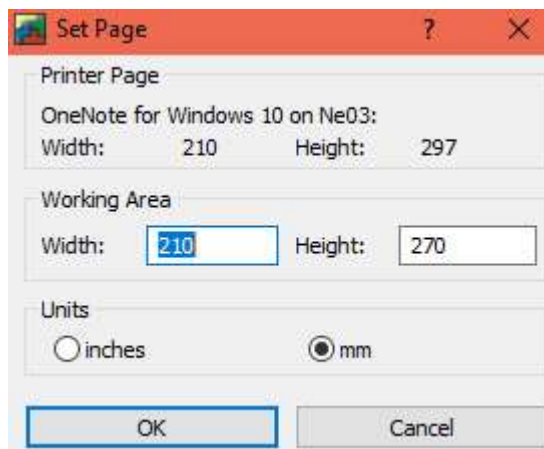 Set Page ?
Printer Page
OneNote for Windows 10 on Ne03:
Width: 210 Height: 297
Working Area
Width: 210 Height: 270
Units
inches mm
OK Cancel